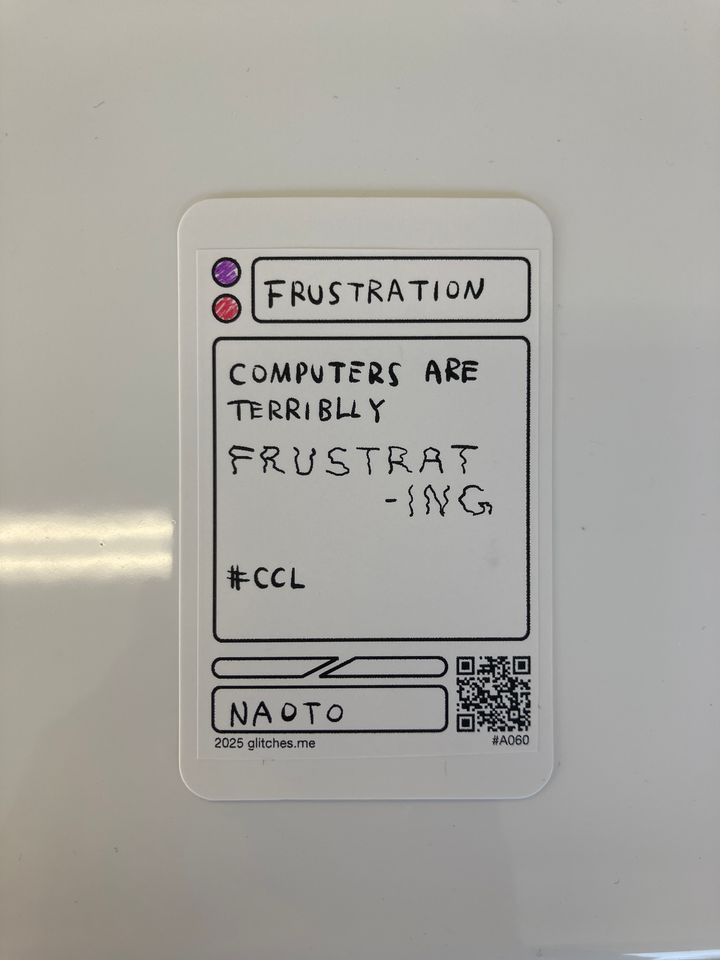 FRUSTRATION
COMPUTERS ARE
TERRIBLLY
FRUSTRAT
-ING
#CCL
NAOTO
2025 glitches.me
#A060